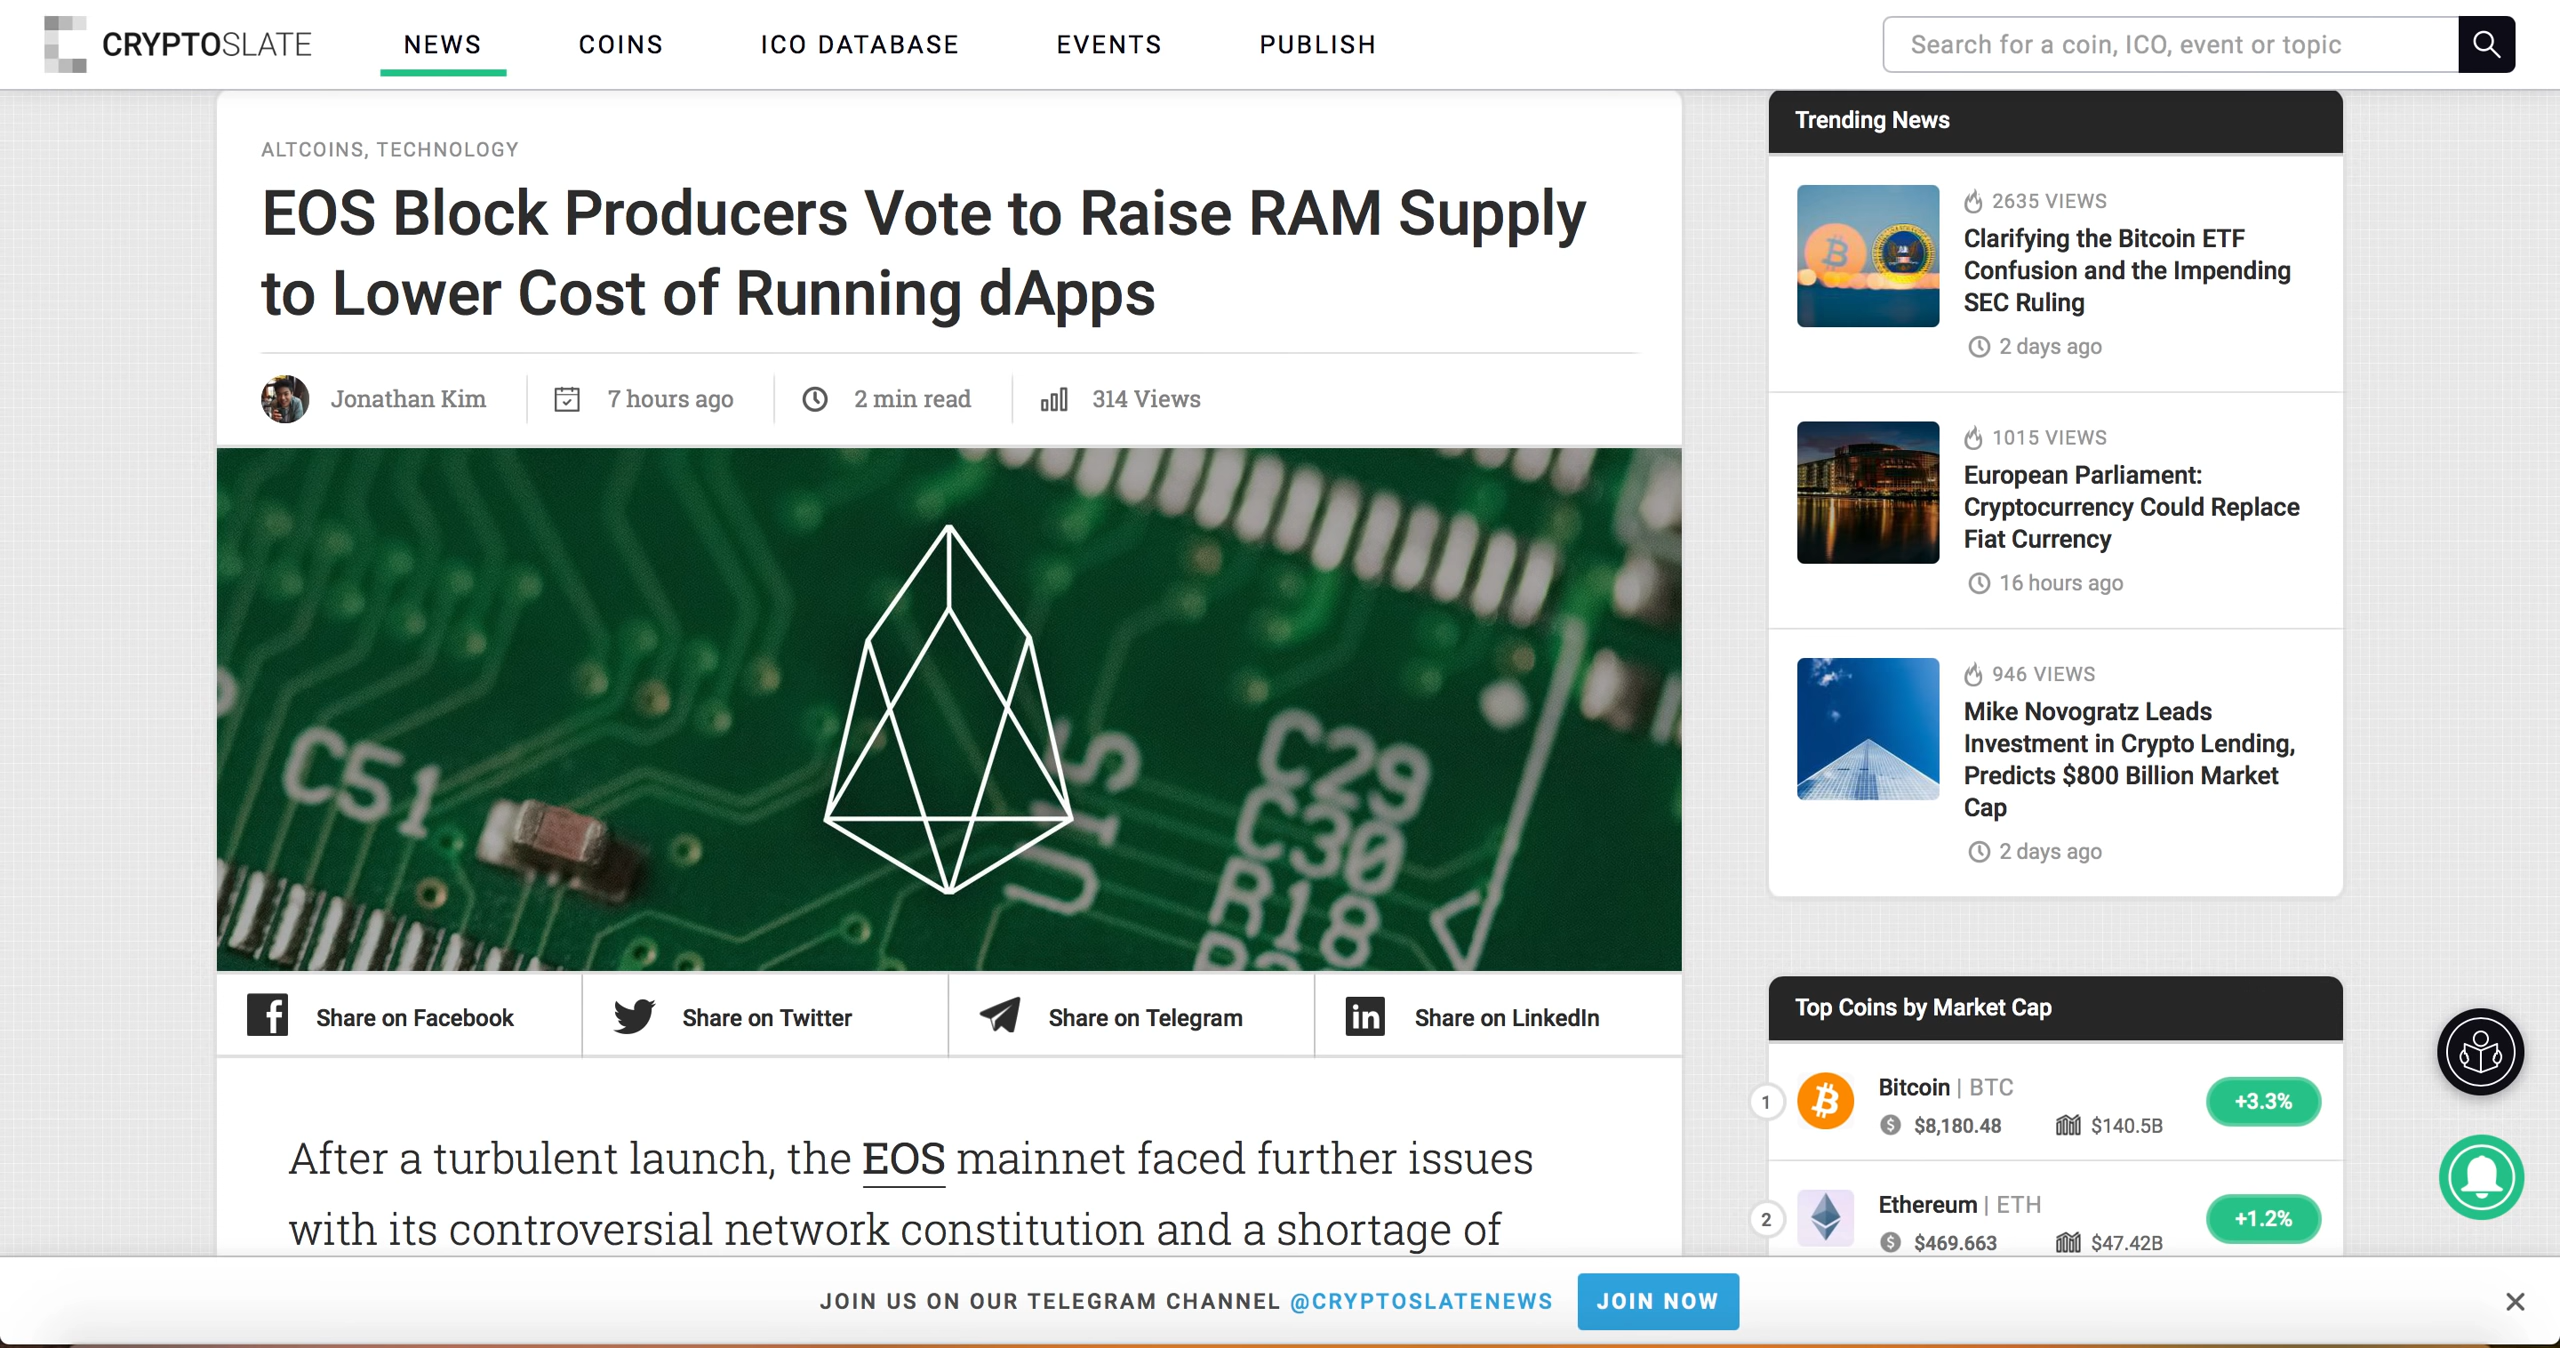 CRYPTOSLATE
NEWS
COINS
ICO DATABASE
EVENTS
PUBLISH
Search for a coin, ICO, event or topic
ALTCOINS, TECHNOLOGY
EOS Block Producers Vote to Raise RAM Supply
to Lower Cost of Running dApps
Jonathan Kim
7 hours ago
2 min read
314 Views
C51
C29
C30
R18
Share on Facebook
Share on Twitter
Share on Telegram
Share on LinkedIn
After a turbulent launch, the EOS mainnet faced further issues
with its controversial network constitution and a shortage of
Trending News
2635 VIEWS
Clarifying the Bitcoin ETF
Confusion and the Impending
SEC Ruling
2 days ago
1015 VIEWS
European Parliament:
Cryptocurrency Could Replace
Fiat Currency
16 hours ago
946 VIEWS
Mike Novogratz Leads
Investment in Crypto Lending,
Predicts $800 Billion Market
Cap
2 days ago
Top Coins by Market Cap
1
Bitcoin | BTC
$8,180.48
$140.5B
+3.3%
2
Ethereum | ETH
$469.663
$47.42B
+1.2%
JOIN US ON OUR TELEGRAM CHANNEL @CRYPTOSLATENEWS
JOIN NOW